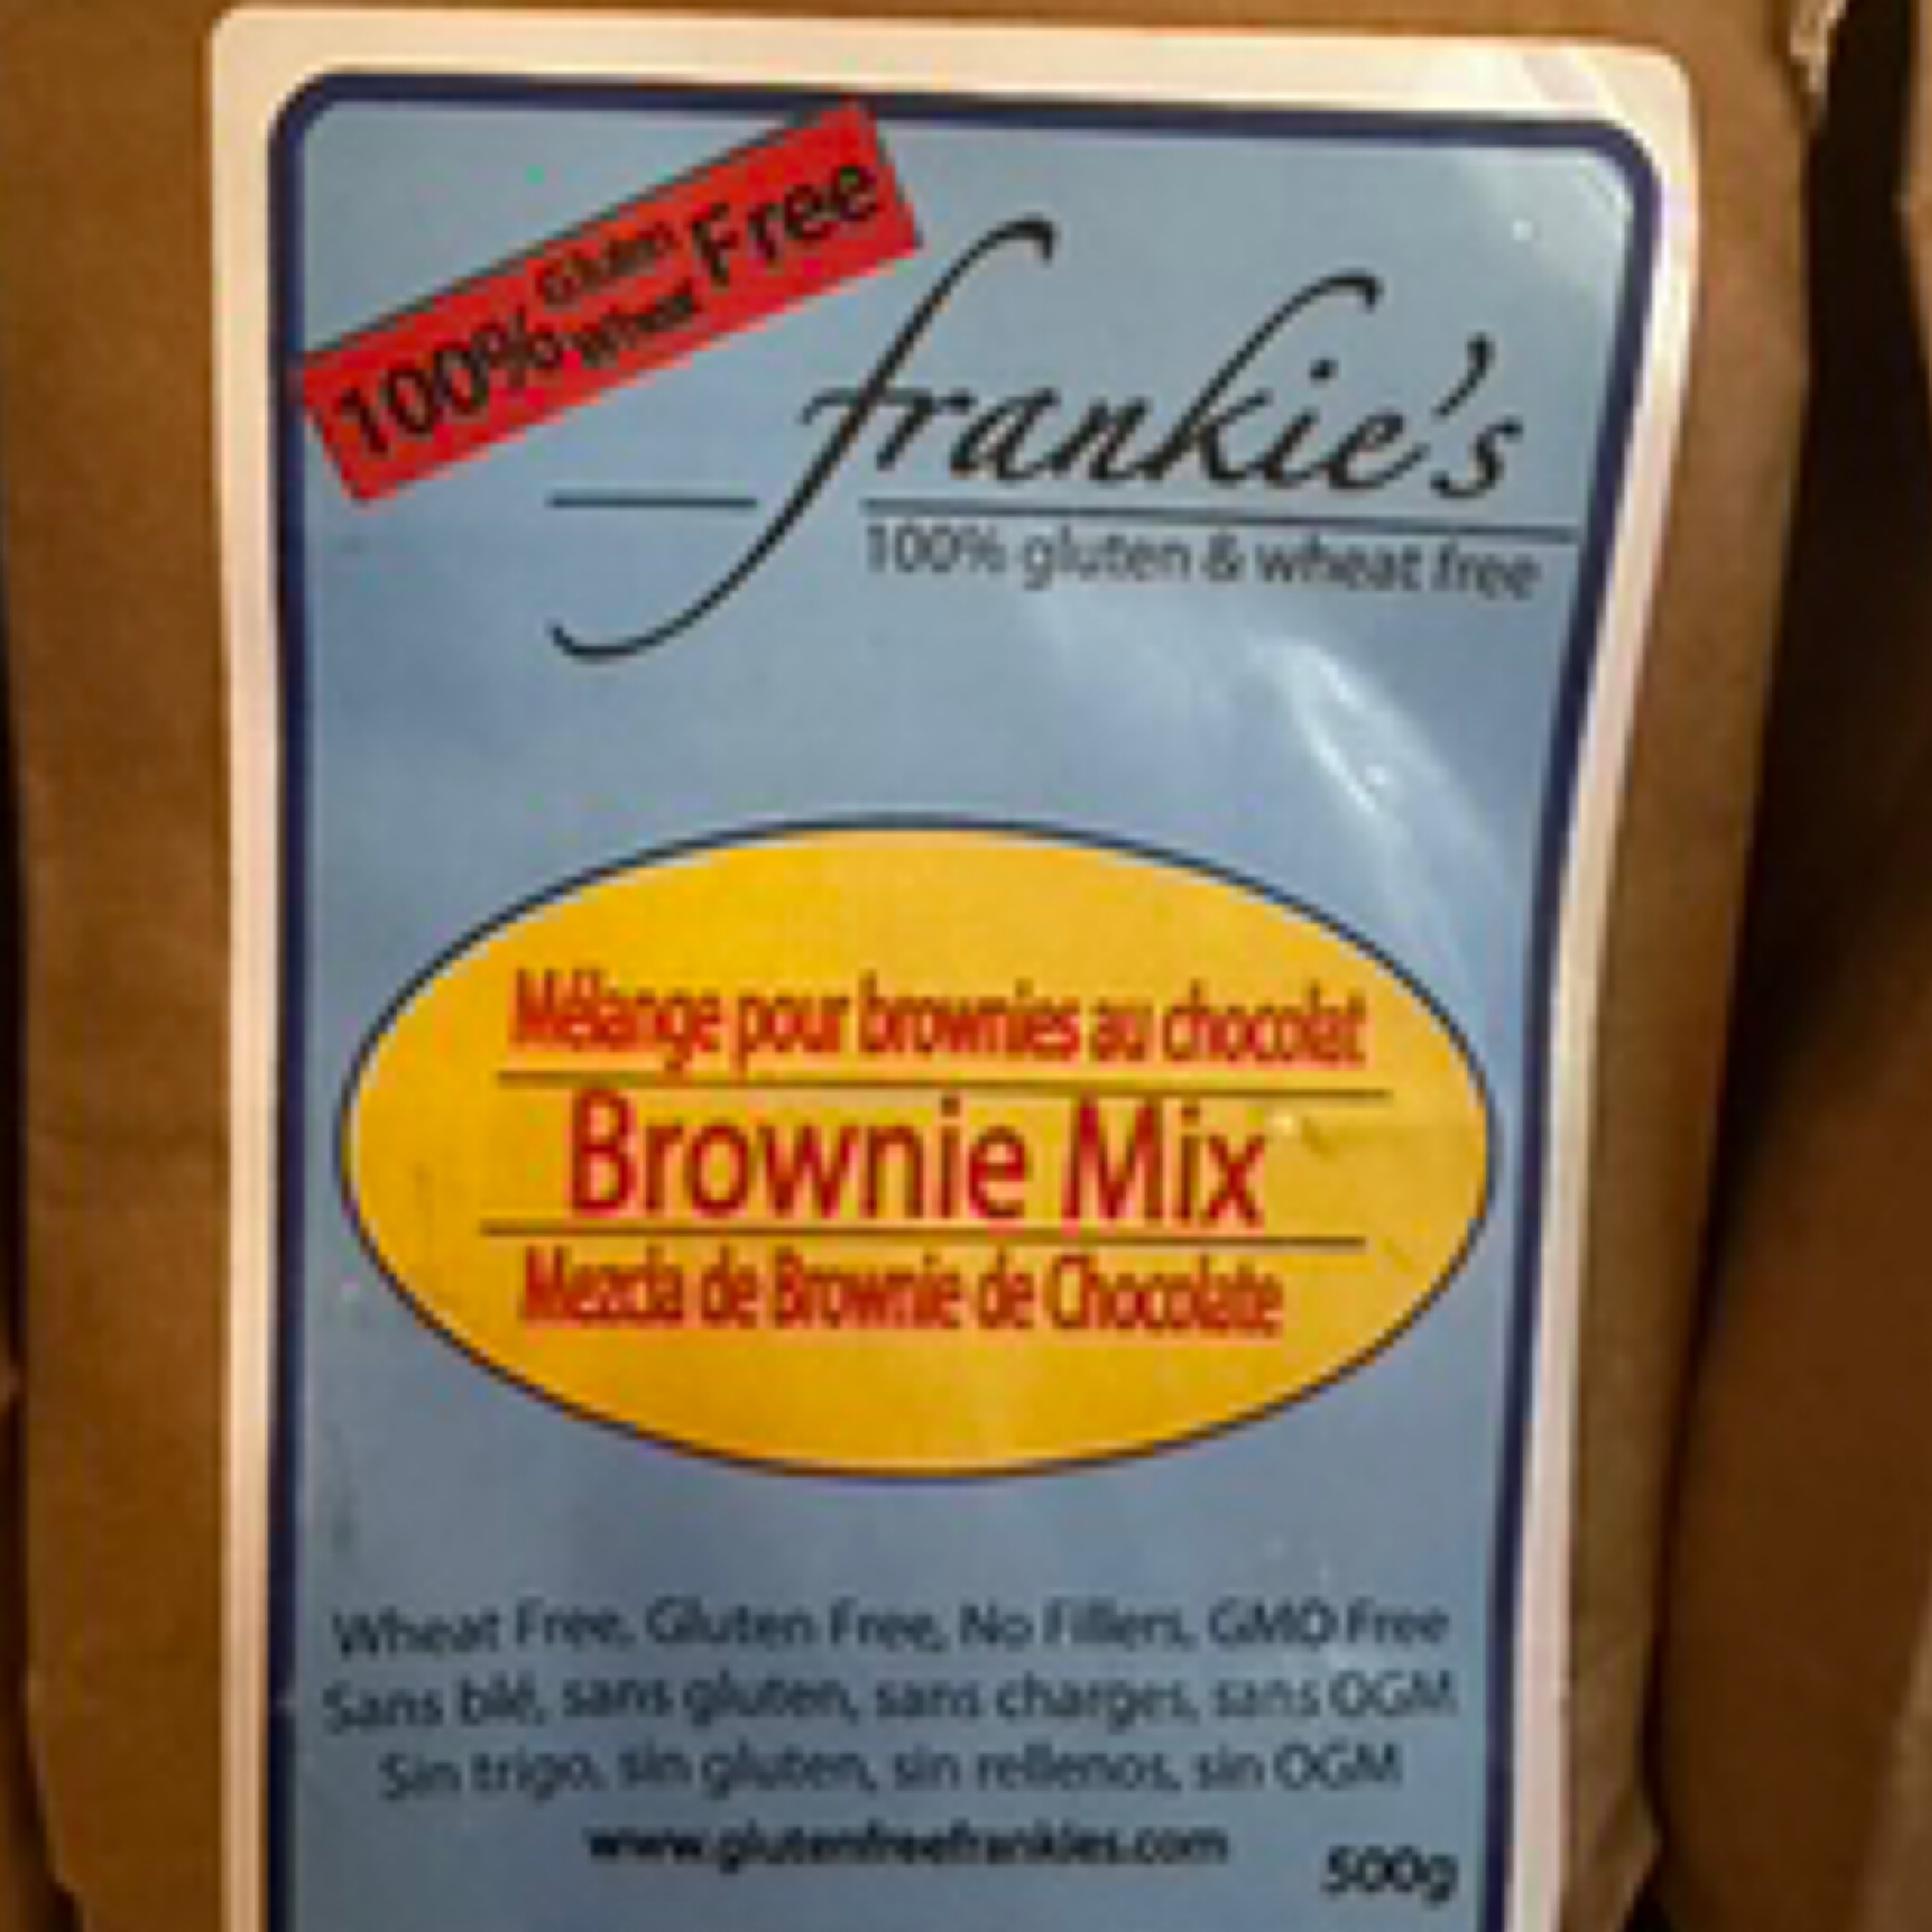 100% Gluten wheat Free
frankie's
100% gluten & wheat free
Mélange pour brownies au chocolat
Brownie Mix
Mezcla de Brownie de Chocolate
Wheat Free, Gluten Free, No Fillers, GMO Free
Sans blé, sans gluten, sans charges, sans OGM
Sin trigo, sin gluten, sin rellenos, sin OGM
www.glutenfreefrankies.com
500g